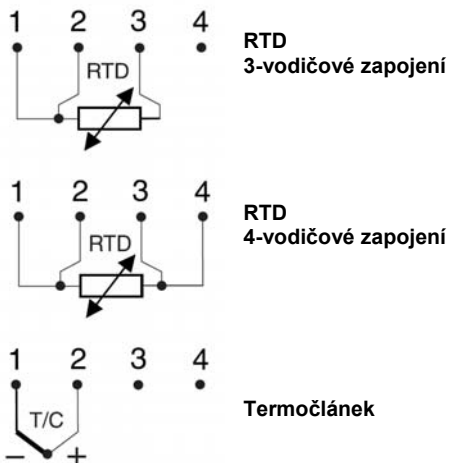 1 2 3 4
RTD
RTD
3-vodičové zapojení
1 2 3 4
RTD
RTD
4-vodičové zapojení
1 2 3 4
T/C
Termočlánek
− +